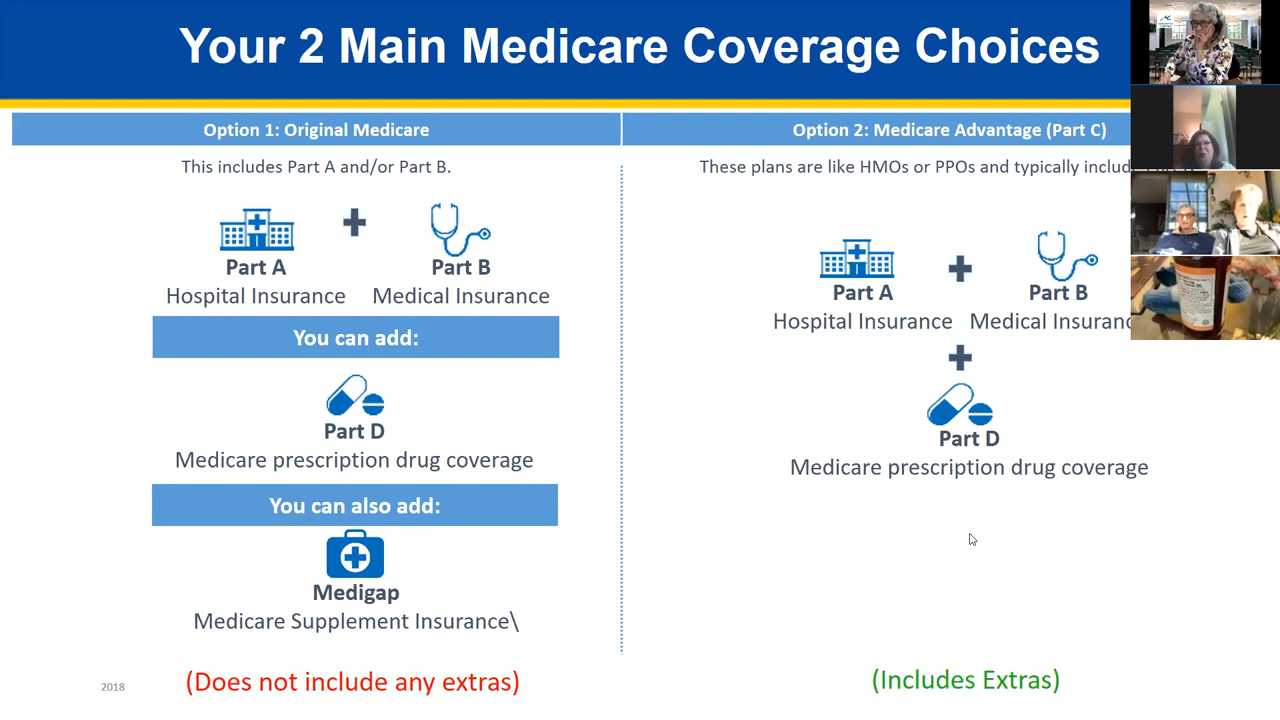 Your 2 Main Medicare Coverage Choices
Option 1: Original Medicare
This includes Part A and/or Part B.
Part A
Hospital Insurance
Part B
Medical Insurance
You can add:
Part D
Medicare prescription drug coverage
You can also add:
Medigap
Medicare Supplement Insurance\
(Does not include any extras)
2018
Option 2: Medicare Advantage (Part C)
These plans are like HMOs or PPOs and typically
Part A
Hospital Insurance
Part B
Medical
Part D
Medicare prescription drug coverage
(Includes Extras)